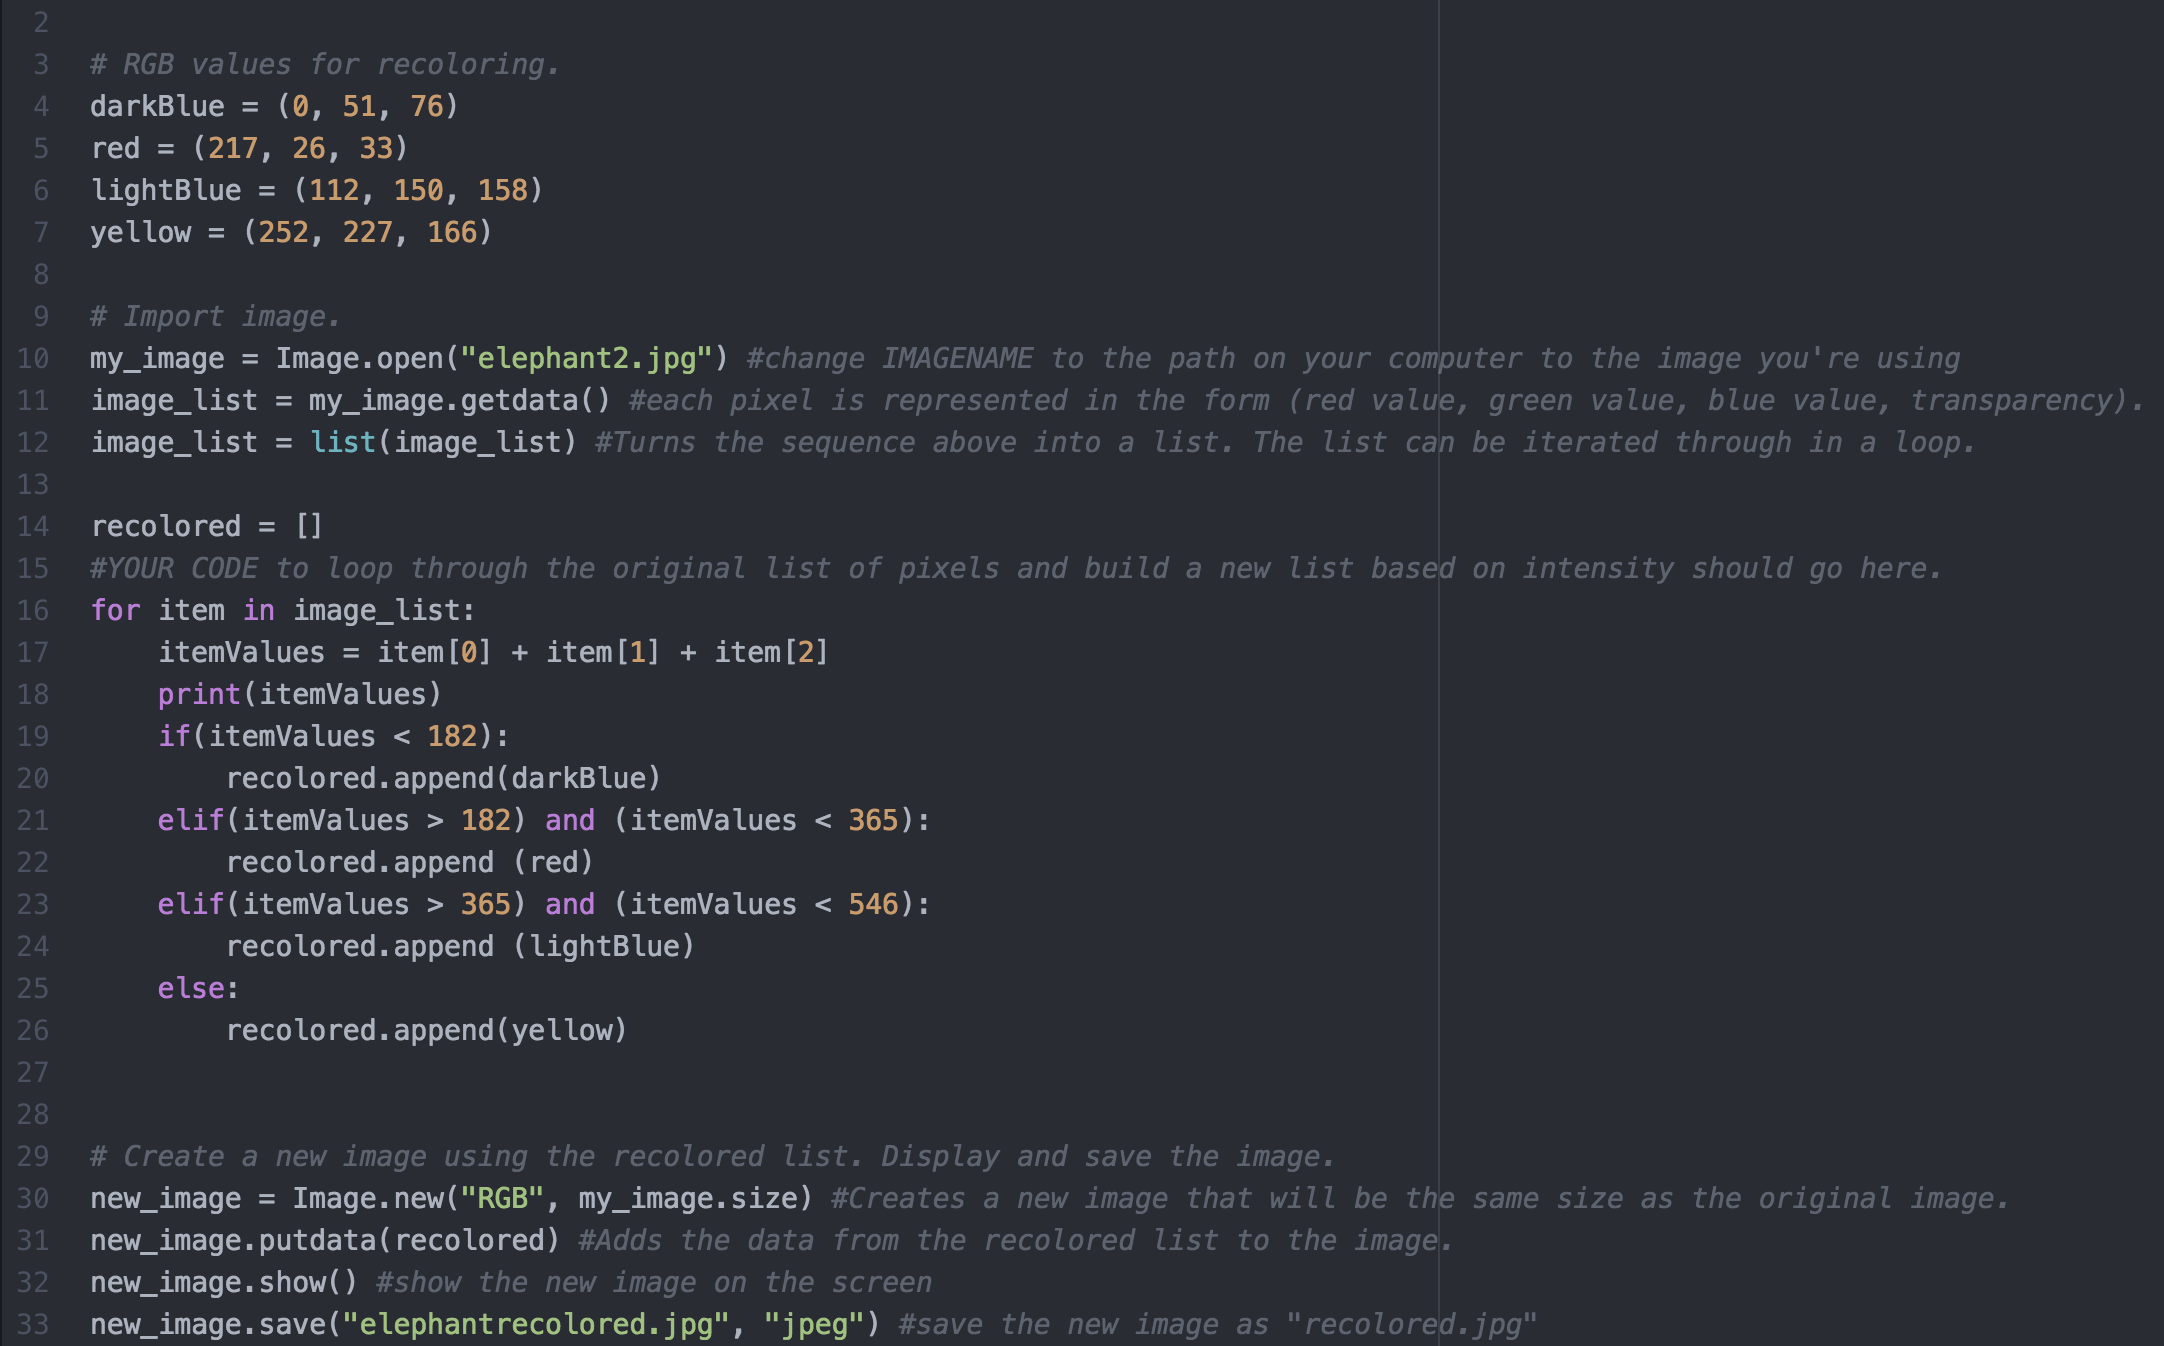 2
3 # RGB values for recoloring.
4 darkBlue = (0, 51, 76)
5 red = (217, 26, 33)
6 lightBlue = (112, 150, 158)
7 yellow = (252, 227, 166)
8
9 # Import image.
10 my_image = Image.open("elephant2.jpg") #change IMAGENAME to the path on your computer to the image you're using
11 image_list = my_image.getdata() #each pixel is represented in the form (red value, green value, blue value, transparency).
12 image_list = list(image_list) #Turns the sequence above into a list. The list can be iterated through in a loop.
13
14 recolored = []
15 #YOUR CODE to loop through the original list of pixels and build a new list based on intensity should go here.
16 for item in image_list:
17     itemValues = item[0] + item[1] + item[2]
18     print(itemValues)
19     if(itemValues < 182):
20         recolored.append(darkBlue)
21     elif(itemValues > 182) and (itemValues < 365):
22         recolored.append (red)
23     elif(itemValues > 365) and (itemValues < 546):
24         recolored.append (lightBlue)
25     else:
26         recolored.append(yellow)
27
28
29 # Create a new image using the recolored list. Display and save the image.
30 new_image = Image.new("RGB", my_image.size) #Creates a new image that will be the same size as the original image.
31 new_image.putdata(recolored) #Adds the data from the recolored list to the image.
32 new_image.show() #show the new image on the screen
33 new_image.save("elephantrecolored.jpg", "jpeg") #save the new image as "recolored.jpg"